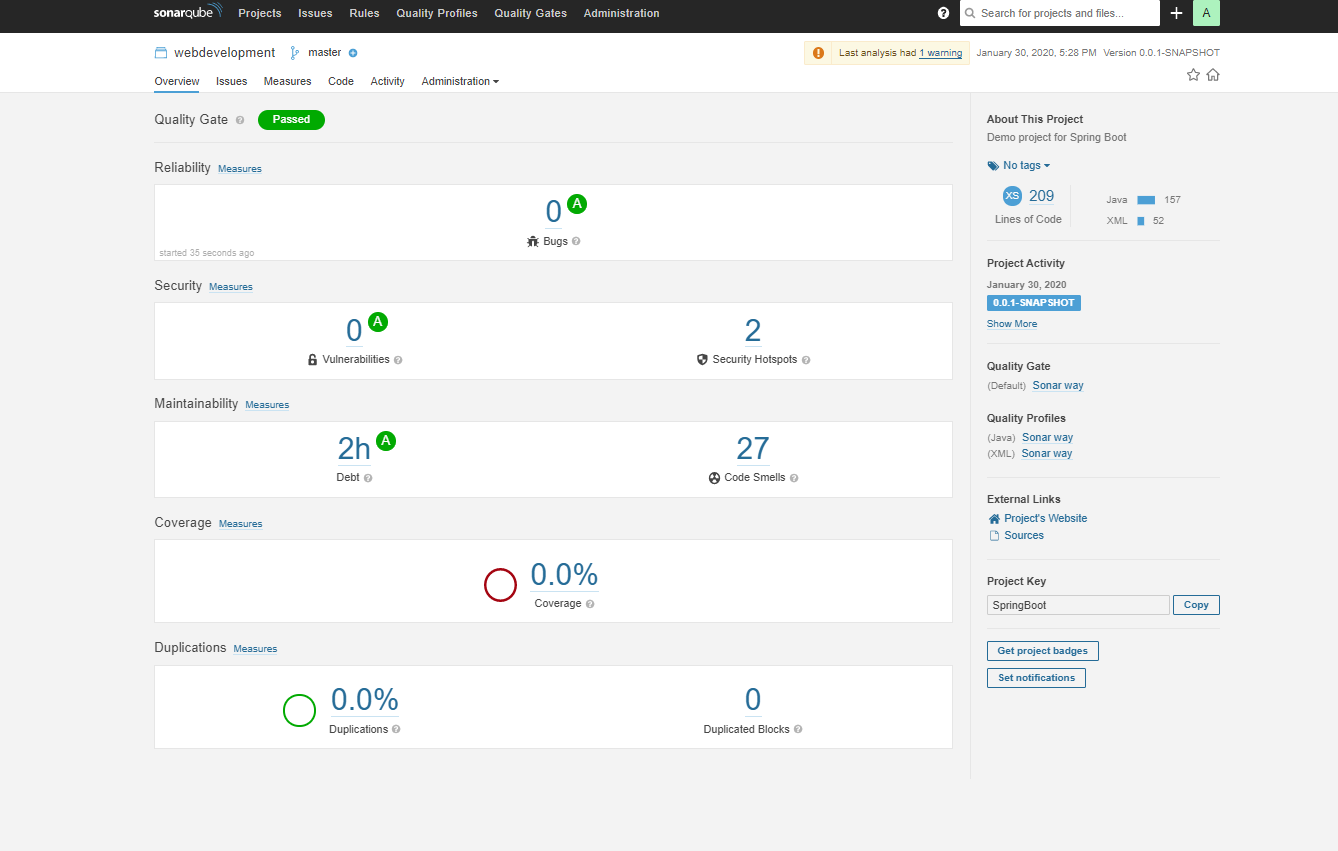 sonarqube Projects Issues Rules Quality Profiles Quality Gates Administration ? Search for projects and files... + A
webdevelopment master Last analysis had 1 warning January 30, 2020, 5:28 PM Version 0.0.1-SNAPSHOT
Overview Issues Measures Code Activity Administration
Quality Gate ? Passed
Reliability Measures
0 A
Bugs ?
started 35 seconds ago
Security Measures
0 A
Vulnerabilities ?
2
Security Hotspots ?
Maintainability Measures
2h A
Debt ?
27
Code Smells ?
Coverage Measures
0.0%
Coverage ?
Duplications Measures
0.0%
Duplications ?
0
Duplicated Blocks ?
About This Project
Demo project for Spring Boot
No tags
XS 209
Lines of Code
Java 157
XML 52
Project Activity
January 30, 2020
0.0.1-SNAPSHOT
Show More
Quality Gate
(Default) Sonar way
Quality Profiles
(Java) Sonar way
(XML) Sonar way
External Links
Project's Website
Sources
Project Key
SpringBoot Copy
Get project badges
Set notifications